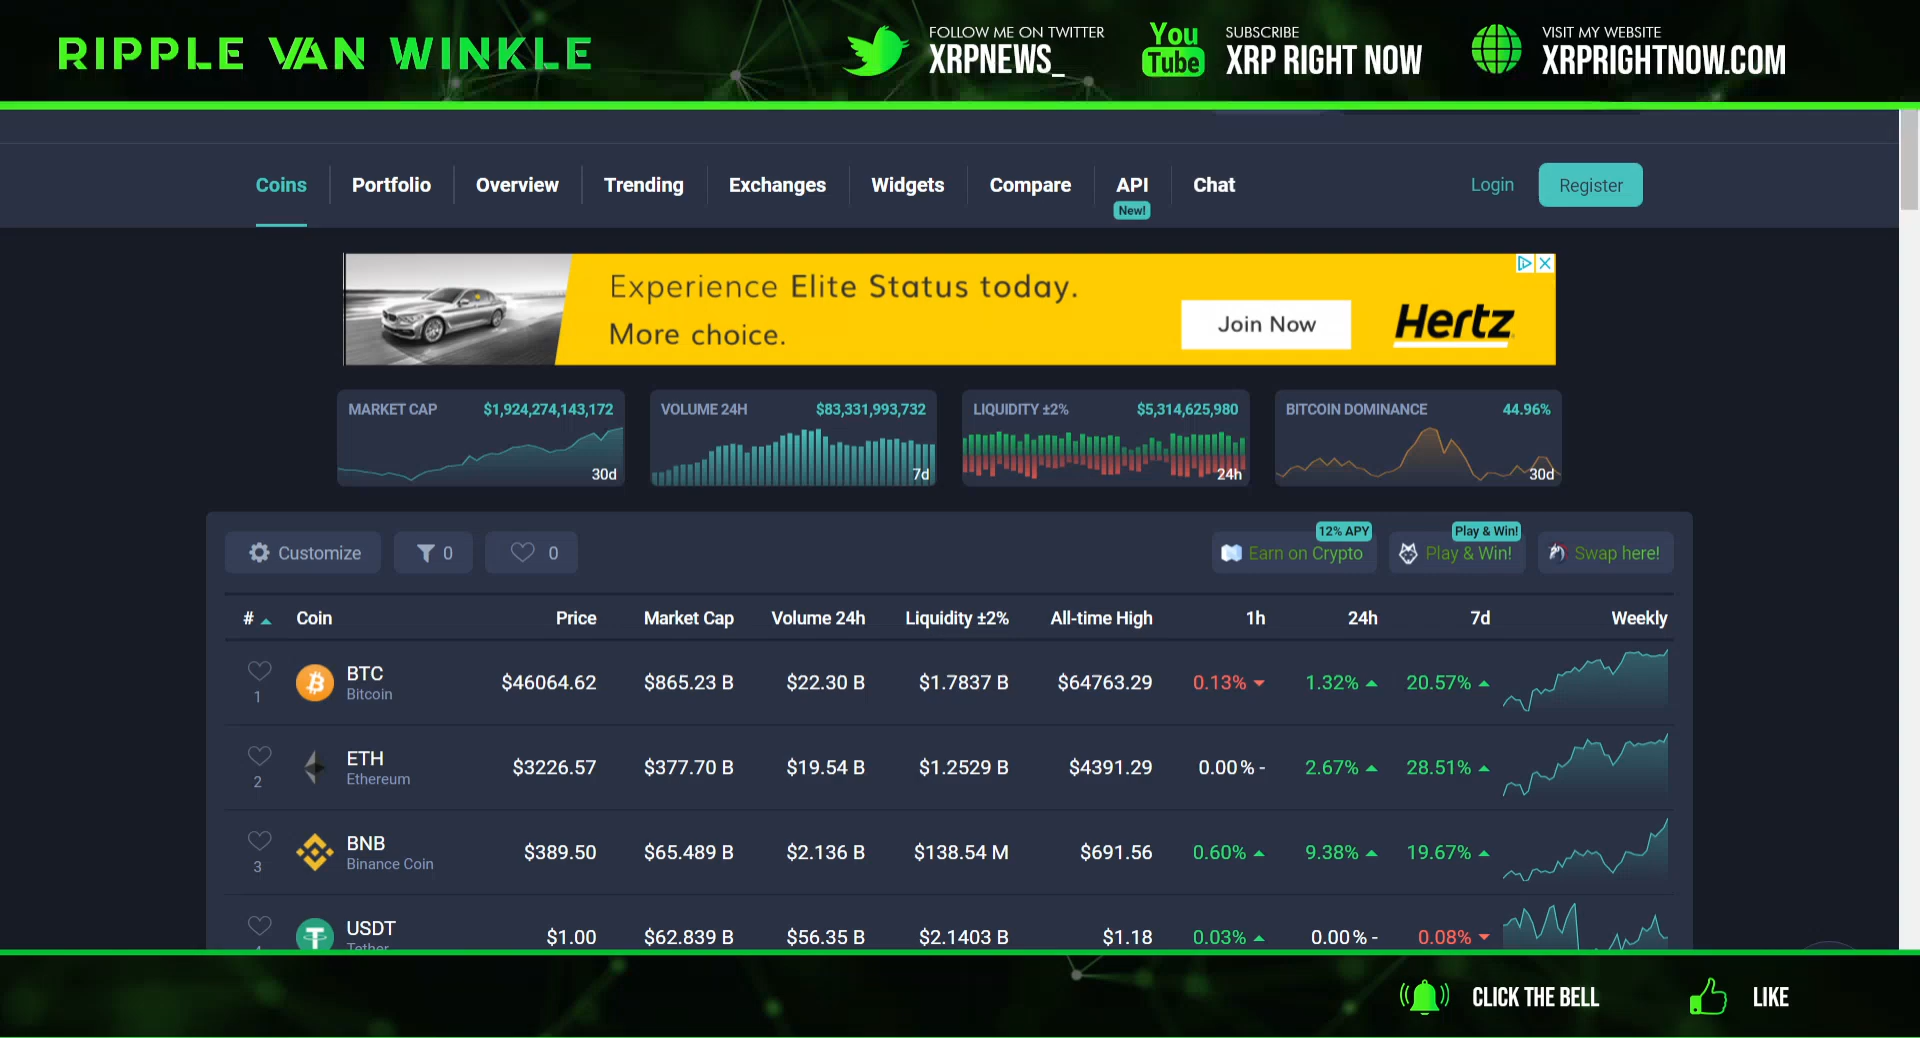 RIPPLE VAN WINKLE
FOLLOW ME ON TWITTER
XRPNEWS_
You
Tube
SUBSCRIBE
XRP RIGHT NOW
VISIT MY WEBSITE
XRPRIGHTNOW.COM
Coins
Portfolio
Overview
Trending
Exchanges
Widgets
Compare
API
New!
Chat
Login
Register
Experience Elite Status today.
More choice.
Join Now
Hertz
MARKET CAP $1,924,274,143,172
30d
VOLUME 24H $83,331,993,732
7d
LIQUIDITY ±2% $5,314,625,980
24h
BITCOIN DOMINANCE 44.96%
30d
Customize
0
0
12% APY
Earn on Crypto
Play & Win!
Play & Win!
Swap here!
# Coin Price Market Cap Volume 24h Liquidity ±2% All-time High 1h 24h 7d Weekly
1 BTC Bitcoin $46064.62 $865.23 B $22.30 B $1.7837 B $64763.29 0.13% 1.32% 20.57%
2 ETH Ethereum $3226.57 $377.70 B $19.54 B $1.2529 B $4391.29 0.00% - 2.67% 28.51%
3 BNB Binance Coin $389.50 $65.489 B $2.136 B $138.54 M $691.56 0.60% 9.38% 19.67%
USDT Tether $1.00 $62.839 B $56.35 B $2.1403 B $1.18 0.03% 0.00% - 0.08%
CLICK THE BELL
LIKE